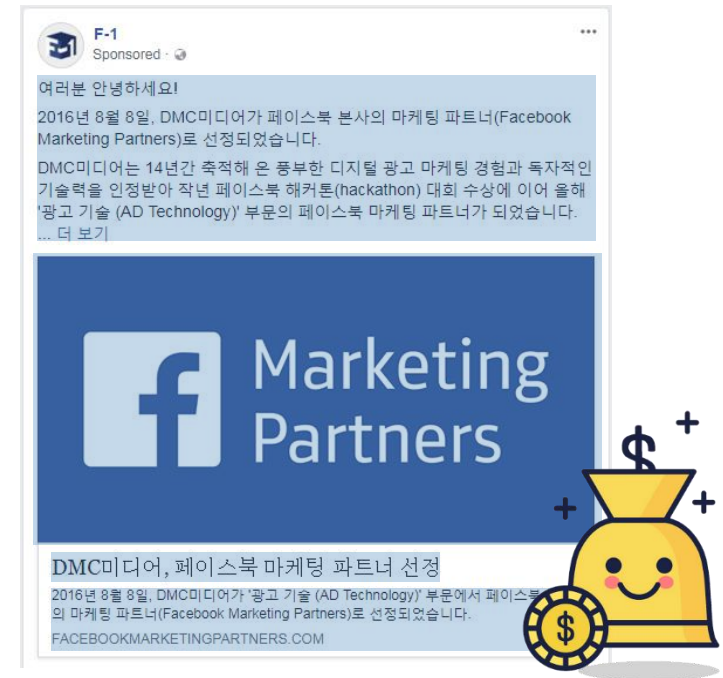 F-1
Sponsored ·
여러분 안녕하세요!
2016년 8월 8일, DMC미디어가 페이스북 본사의 마케팅 파트너(Facebook
Marketing Partners)로 선정되었습니다.
DMC미디어는 14년간 축적해 온 풍부한 디지털 광고 마케팅 경험과 독자적인
기술력을 인정받아 작년 페이스북 해커톤(hackathon) 대회 수상에 이어 올해
'광고 기술 (AD Technology)' 부문의 페이스북 마케팅 파트너가 되었습니다.
... 더 보기
f Marketing
Partners
DMC미디어, 페이스북 마케팅 파트너 선정
2016년 8월 8일, DMC미디어가 '광고 기술 (AD Technology)' 부문에서 페이스북
의 마케팅 파트너(Facebook Marketing Partners)로 선정되었습니다.
FACEBOOKMARKETINGPARTNERS.COM
$
$